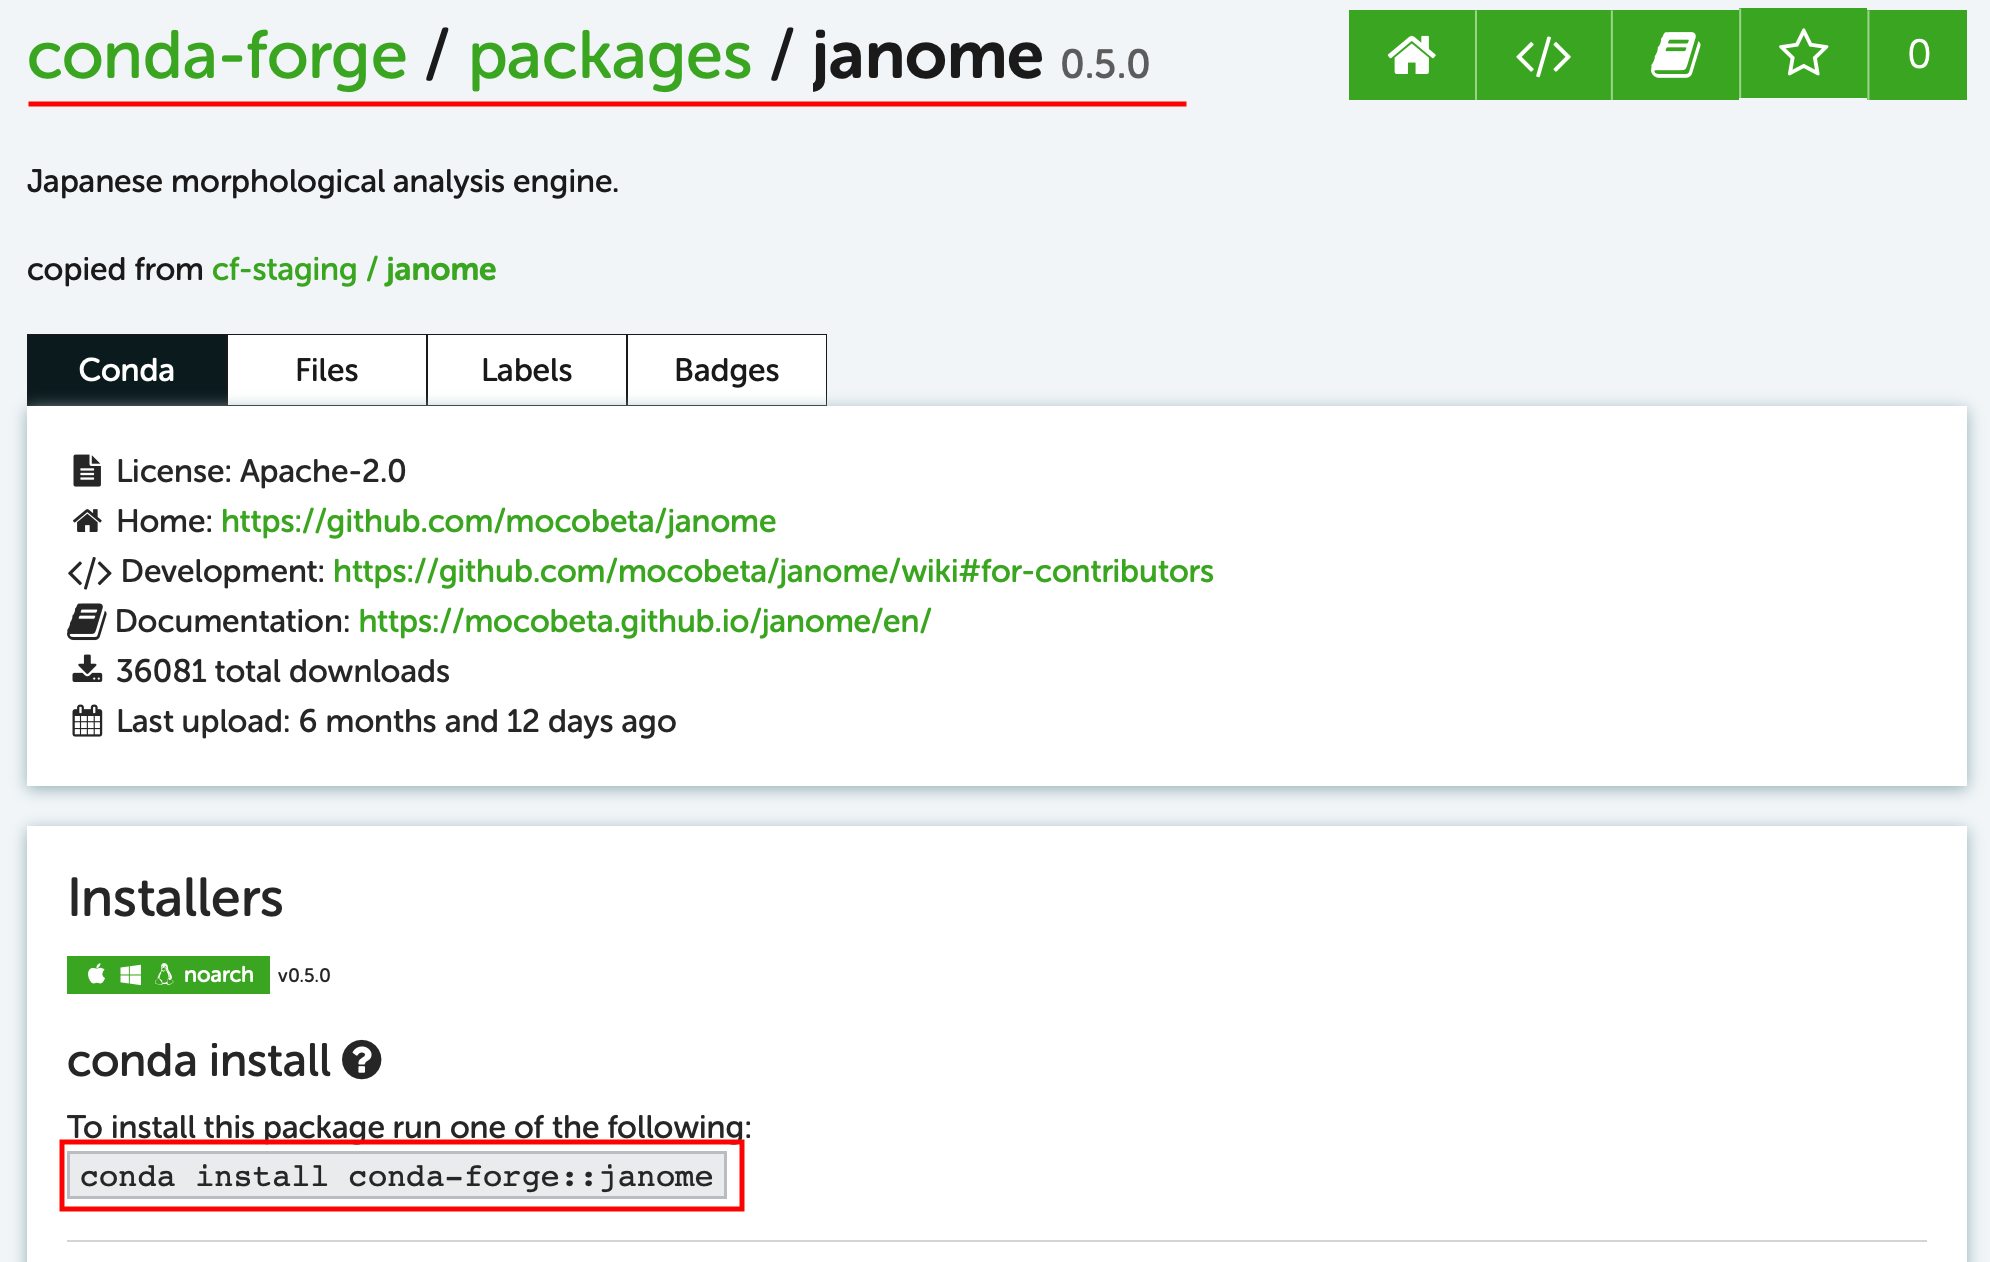 conda-forge / packages / janome 0.5.0
0
Japanese morphological analysis engine.
copied from cf-staging / janome
Conda
Files
Labels
Badges
License: Apache-2.0
Home: https://github.com/mocobeta/janome
</> Development: https://github.com/mocobeta/janome/wiki#for-contributors
Documentation: https://mocobeta.github.io/janome/en/
36081 total downloads
Last upload: 6 months and 12 days ago
Installers
noarch v0.5.0
conda install ?
To install this package run one of the following:
conda install conda-forge::janome